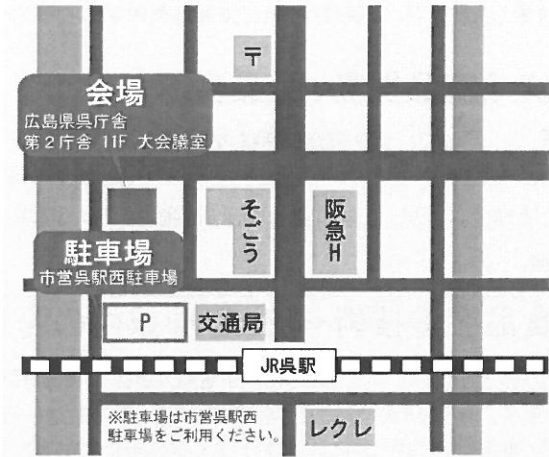 〒
会場
広島県呉庁舎
第2庁舎 11F 大会議室
そごう
阪急H
駐車場
市営呉駅西駐車場
P
交通局
JR呉駅
※駐車場は市営呉駅西
駐車場をご利用ください。
レクレ